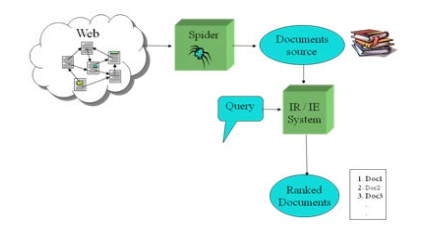 Web
Spider
Documents
source
Query
IR / IE
System
Ranked
Documents
1. Doc1
2. Doc2
3. Doc3
.
.